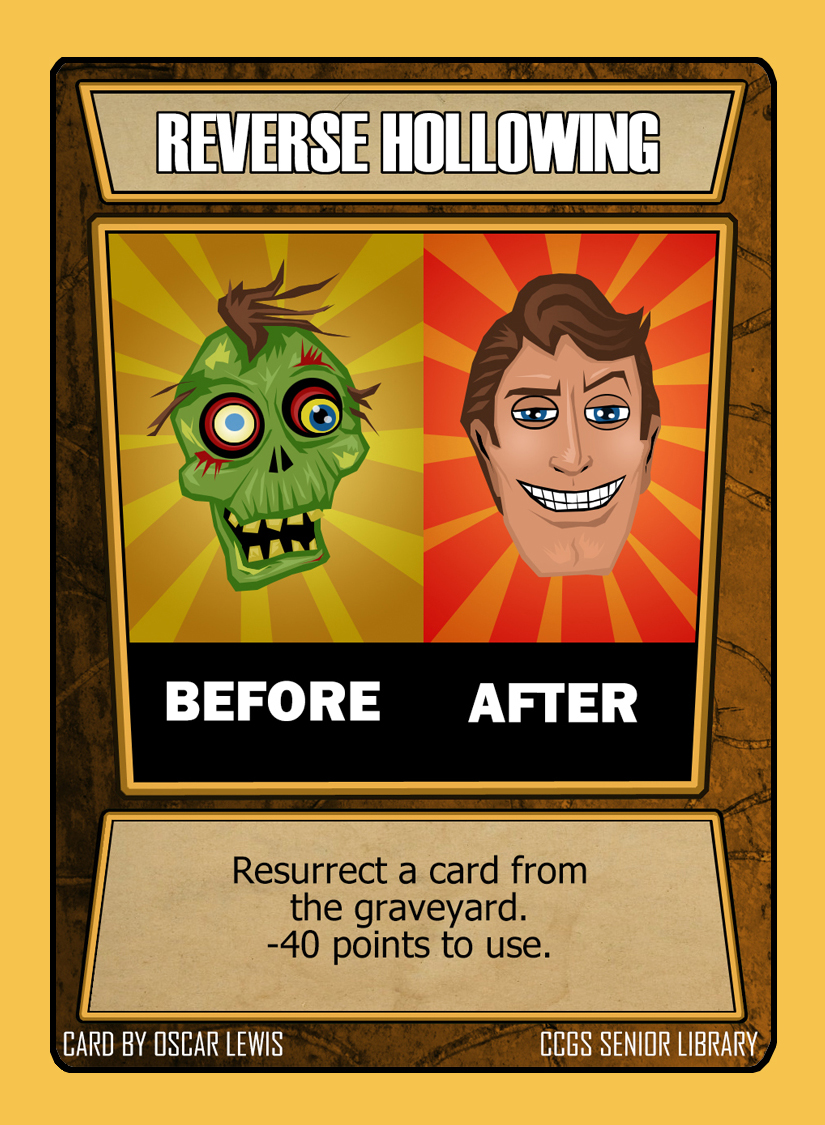 REVERSE HOLLOWING
BEFORE AFTER
Resurrect a card from
the graveyard.
-40 points to use.
CARD BY OSCAR LEWIS CCGS SENIOR LIBRARY